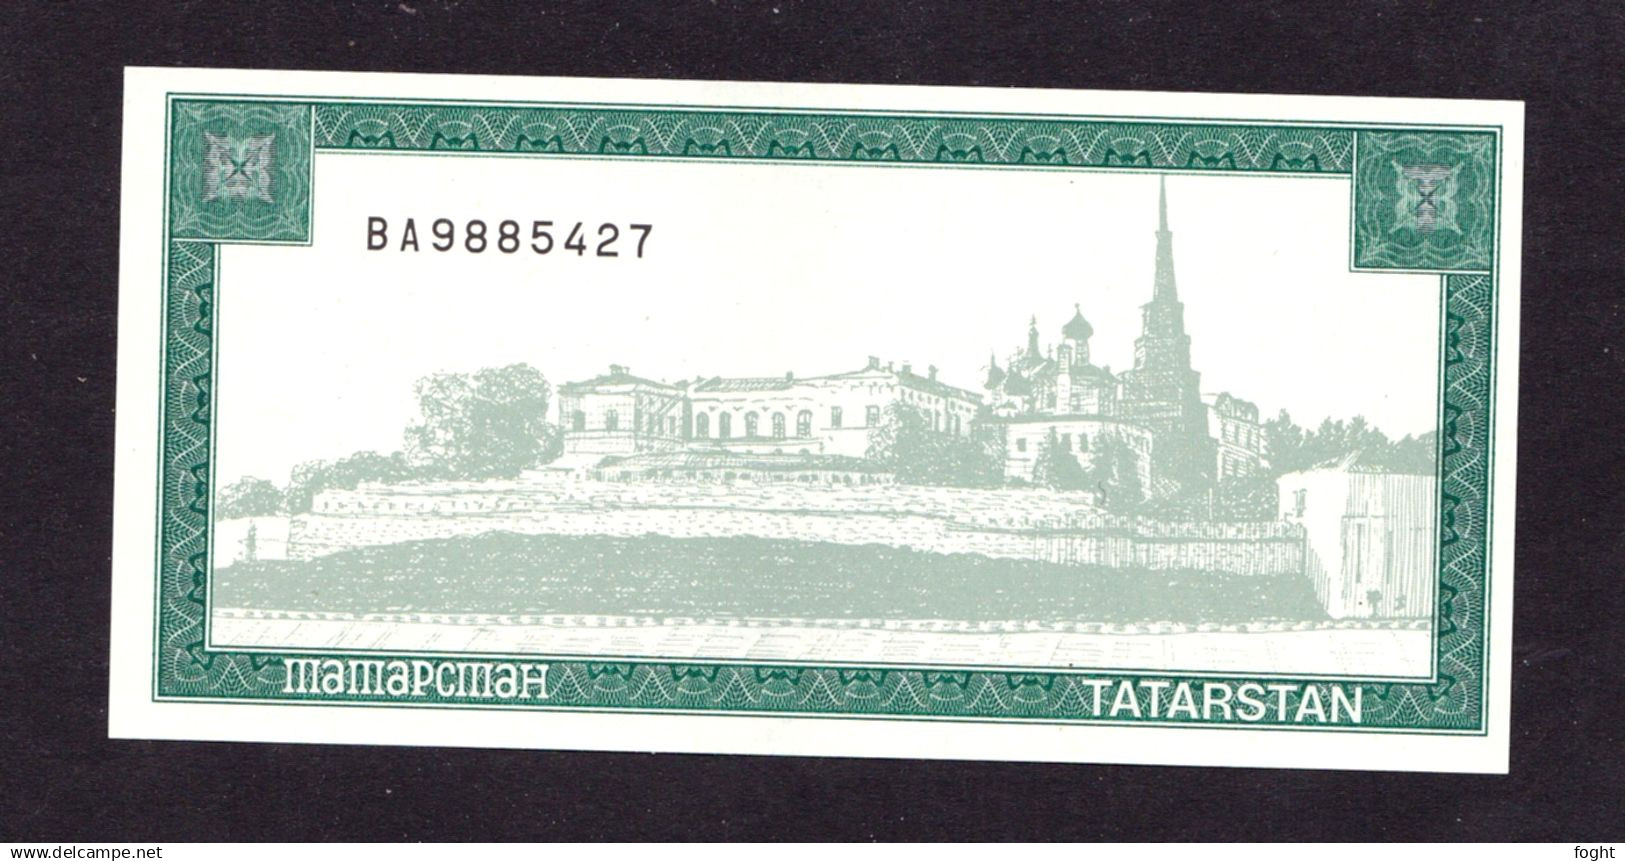 BA9885427
татарстан
TATARSTAN
© www.delcampe.net
foght